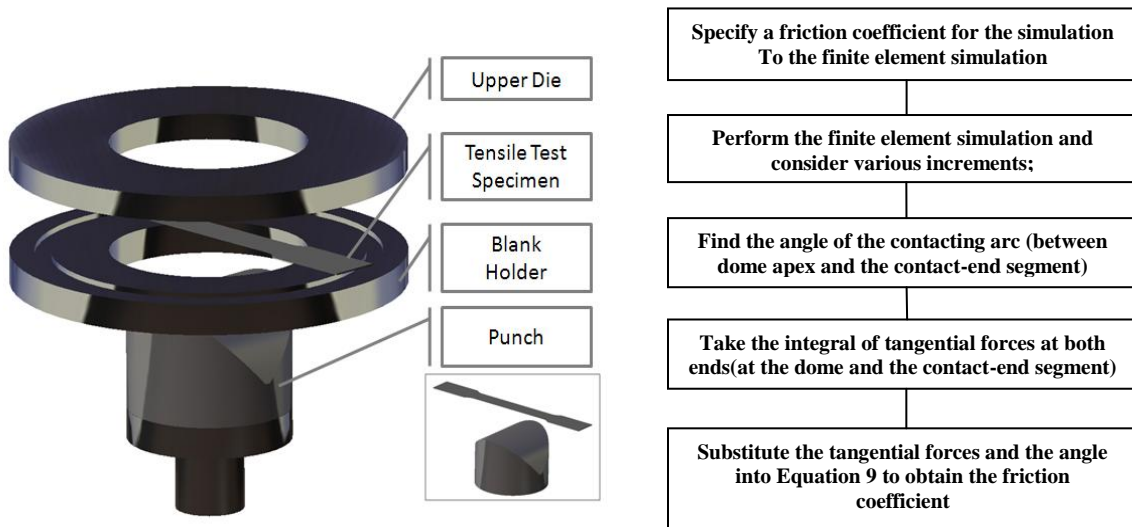 Upper Die
Tensile Test
Specimen
Blank
Holder
Punch
Specify a friction coefficient for the simulation
To the finite element simulation
Perform the finite element simulation and
consider various increments;
Find the angle of the contacting arc (between
dome apex and the contact-end segment)
Take the integral of tangential forces at both
ends(at the dome and the contact-end segment)
Substitute the tangential forces and the angle
into Equation 9 to obtain the friction
coefficient